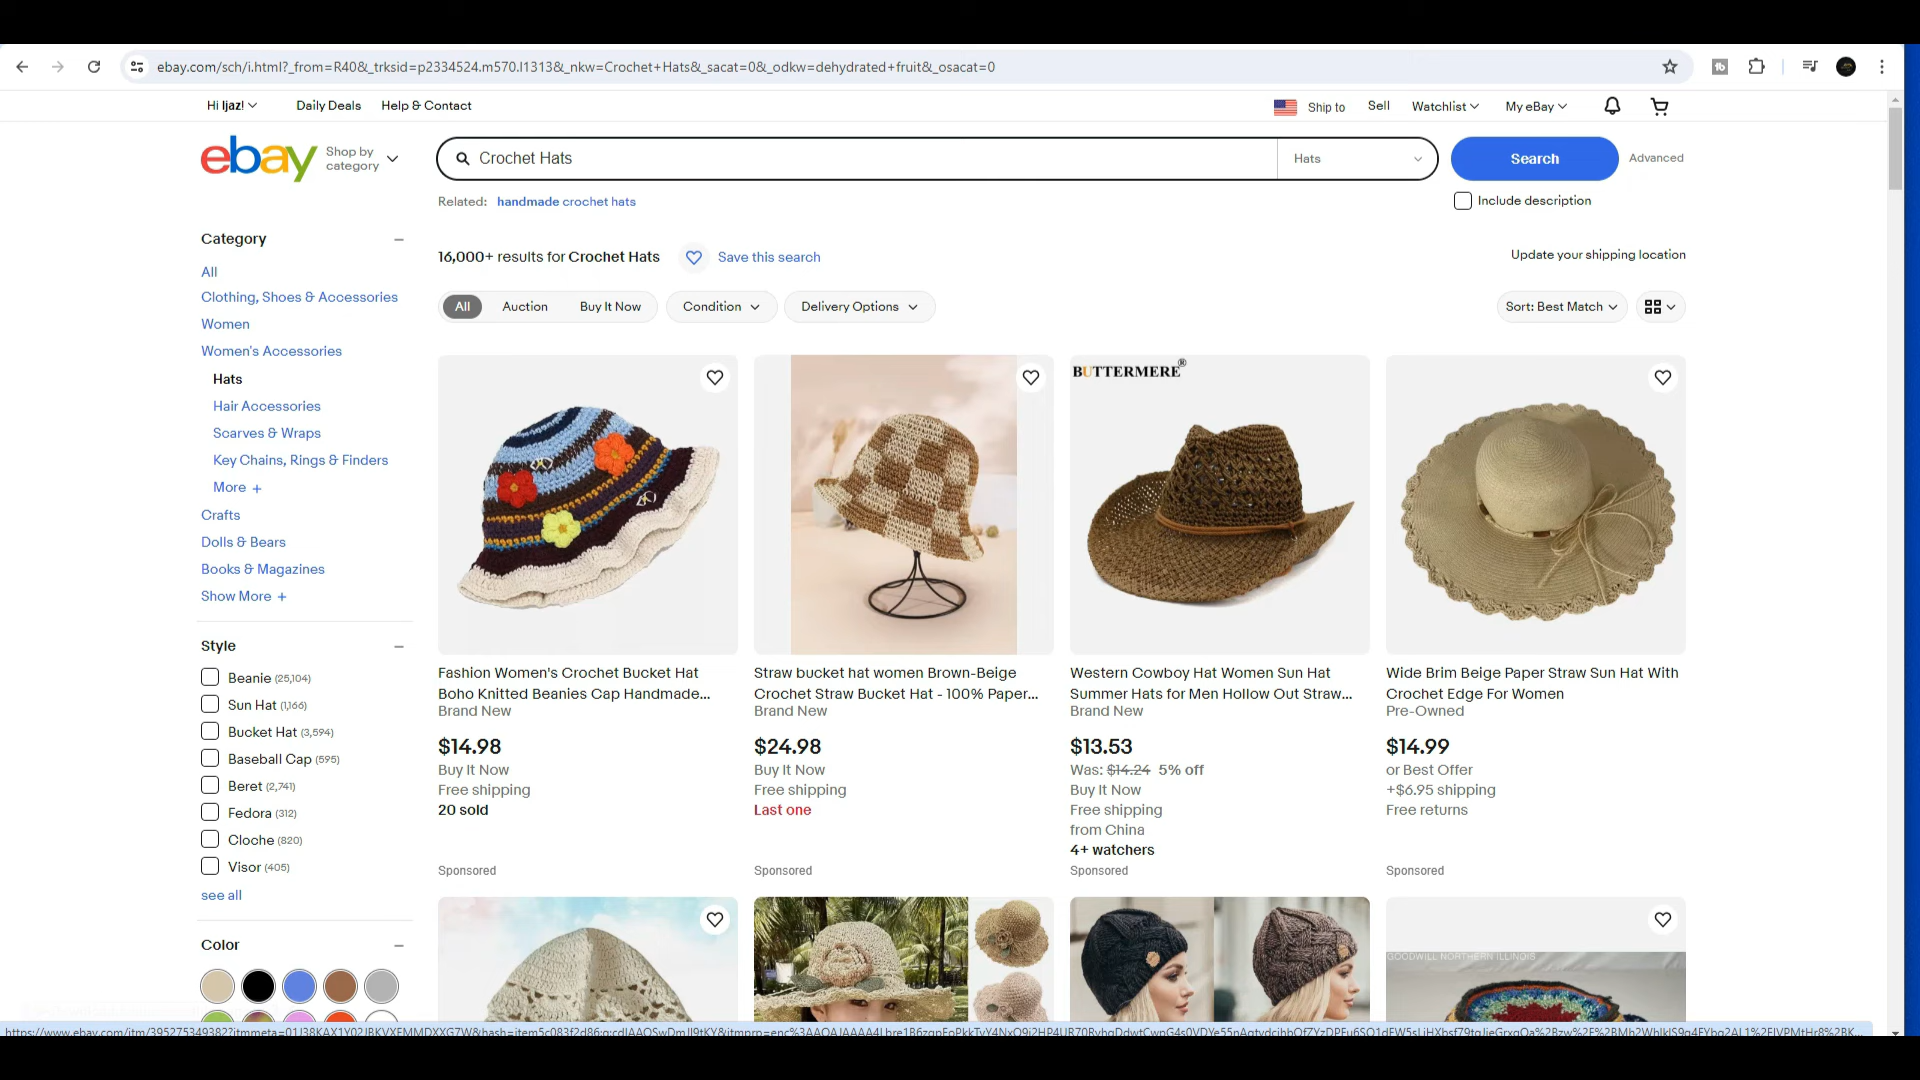 ebay.com/sch/i.html?_from=R40&_trksid=p2334524.m570.l1313&_nkw=Crochet+Hats&_sacat=0&_odkw=dehydrated+fruit&_osacat=0
Hi Ijaz!
Daily Deals
Help & Contact
Ship to
Sell
Watchlist
My eBay
ebay
Shop by
category
Crochet Hats
Hats
Search
Advanced
Related: handmade crochet hats
Include description
Category
All
Clothing, Shoes & Accessories
Women
Women's Accessories
Hats
Hair Accessories
Scarves & Wraps
Key Chains, Rings & Finders
More +
Crafts
Dolls & Bears
Books & Magazines
Show More +
Style
Beanie (25,104)
Sun Hat (1,166)
Bucket Hat (3,594)
Baseball Cap (595)
Beret (2,741)
Fedora (312)
Cloche (820)
Visor (405)
see all
Color
16,000+ results for Crochet Hats
Save this search
Update your shipping location
All
Auction
Buy It Now
Condition
Delivery Options
Sort: Best Match
Fashion Women's Crochet Bucket Hat
Boho Knitted Beanies Cap Handmade...
Brand New
$14.98
Buy It Now
Free shipping
20 sold
Sponsored
Straw bucket hat women Brown-Beige
Crochet Straw Bucket Hat - 100% Paper...
Brand New
$24.98
Buy It Now
Free shipping
Last one
Sponsored
BUTTERMERE®
Western Cowboy Hat Women Sun Hat
Summer Hats for Men Hollow Out Straw...
Brand New
$13.53
Was: $14.24 5% off
Buy It Now
Free shipping
from China
4+ watchers
Sponsored
Wide Brim Beige Paper Straw Sun Hat With
Crochet Edge For Women
Pre-Owned
$14.99
or Best Offer
+$6.95 shipping
Free returns
Sponsored
GOODWILL NORTHERN ILLINOIS